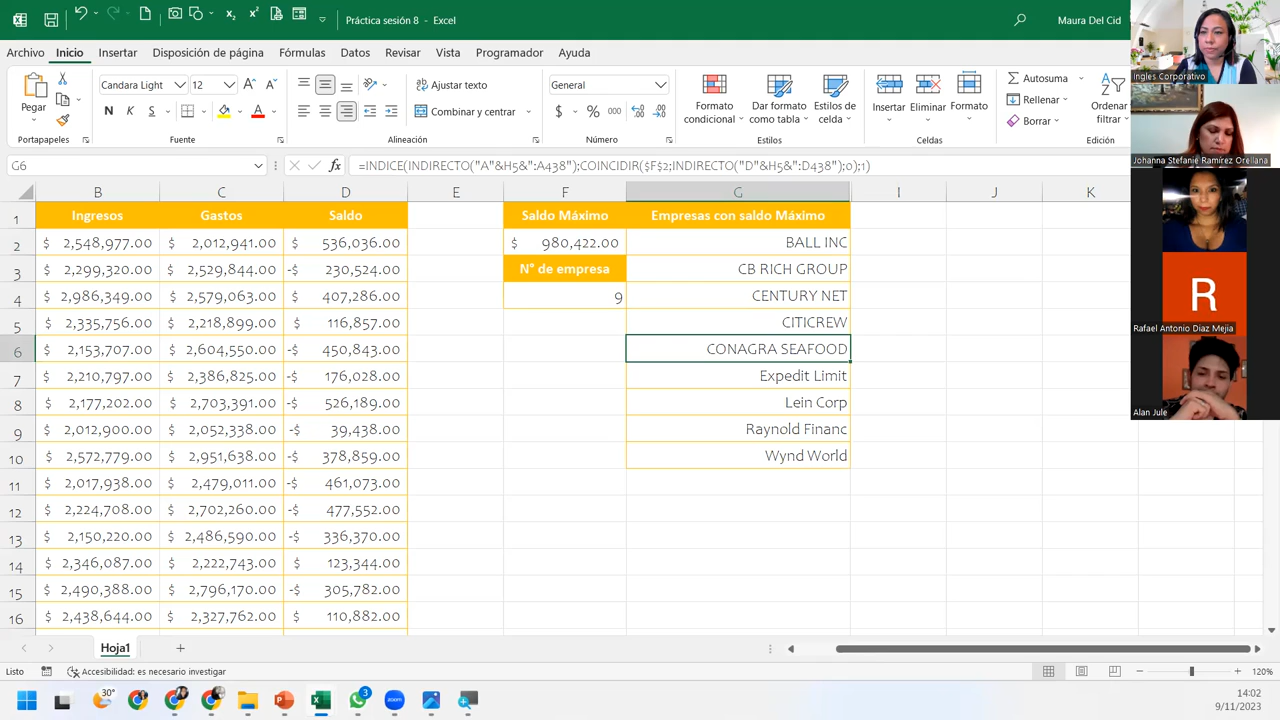 Práctica sesión 8 - Excel
Maura Del Cid
Archivo Inicio Insertar Disposición de página Fórmulas Datos Revisar Vista Programador Ayuda
Pegar
Portapapeles
Candara Light 12
N K S
Fuente
Ajustar texto
Combinar y centrar
Alineación
General
$ % 000
Número
Formato condicional
Dar formato como tabla
Estilos de celda
Estilos
Insertar Eliminar Formato
Celdas
Autosuma
Rellenar
Borrar
Ordenar
Edición
G6
fx =INDICE(INDIRECTO("A"&H5&":A438");COINCIDIR($F$2;INDIRECTO("D"&H5&":D438");0);1)
B C D E F G I J K
1 Ingresos Gastos Saldo Saldo Máximo Empresas con saldo Máximo
2 $ 2,548,977.00 $ 2,012,941.00 $ 536,036.00 $ 980,422.00 BALL INC
3 $ 2,299,320.00 $ 2,529,844.00 -$ 230,524.00 N° de empresa CB RICH GROUP
4 $ 2,986,349.00 $ 2,579,063.00 $ 407,286.00 9 CENTURY NET
5 $ 2,335,756.00 $ 2,218,899.00 $ 116,857.00 CITICREW
6 $ 2,153,707.00 $ 2,604,550.00 -$ 450,843.00 CONAGRA SEAFOOD
7 $ 2,210,797.00 $ 2,386,825.00 -$ 176,028.00 Expedit Limit
8 $ 2,177,202.00 $ 2,703,391.00 -$ 526,189.00 Lein Corp
9 $ 2,012,900.00 $ 2,052,338.00 -$ 39,438.00 Raynold Financ
10 $ 2,572,779.00 $ 2,951,638.00 -$ 378,859.00 Wynd World
11 $ 2,017,938.00 $ 2,479,011.00 -$ 461,073.00
12 $ 2,224,708.00 $ 2,702,260.00 -$ 477,552.00
13 $ 2,150,220.00 $ 2,486,590.00 -$ 336,370.00
14 $ 2,346,087.00 $ 2,222,743.00 $ 123,344.00
15 $ 2,490,388.00 $ 2,796,170.00 -$ 305,782.00
16 $ 2,438,644.00 $ 2,327,762.00 $ 110,882.00
Hoja1
Listo
Accesibilidad: es necesario investigar
120%
30°
3
zoom
14:02
9/11/2023
Ingles Corporativo
Johanna Stefanie Ramírez Orellana
R
Rafael Antonio Diaz Mejia
Alan Jule